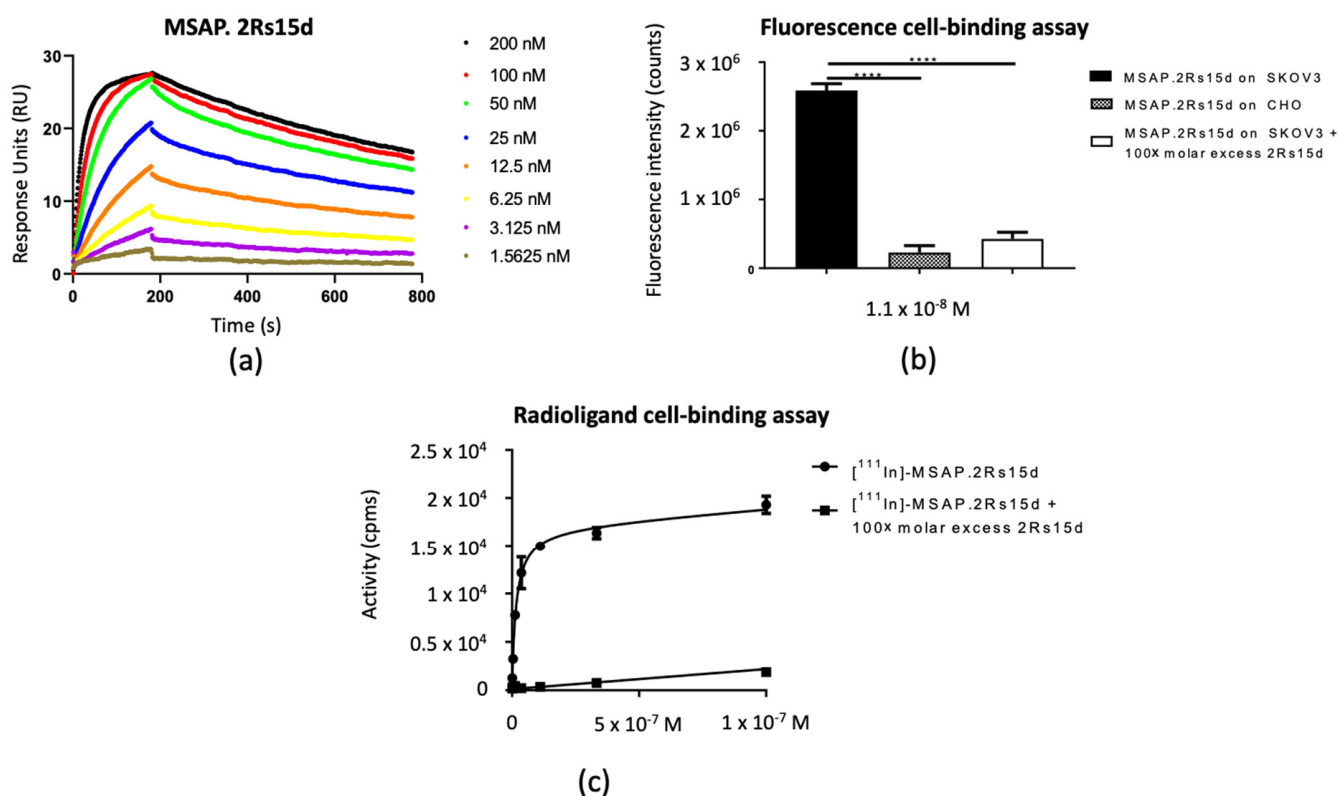 MSAP. 2Rs15d
Response Units (RU)
30
20
10
0
0
200
400
600
800
Time (s)
200 nM
100 nM
50 nM
25 nM
12.5 nM
6.25 nM
3.125 nM
1.5625 nM
(a)
Fluorescence cell-binding assay
Fluorescence intensity (counts)
3 x 10⁶
2 x 10⁶
1 x 10⁶
0
****
****
1.1 x 10⁻⁸ M
MSAP.2Rs15d on SKOV3
MSAP.2Rs15d on CHO
MSAP.2Rs15d on SKOV3 +
100x molar excess 2Rs15d
(b)
Radioligand cell-binding assay
Activity (cpms)
2.5 x 10⁴
2 x 10⁴
1.5 x 10⁴
1 x 10⁴
0.5 x 10⁴
0
0
5 x 10⁻⁷ M
1 x 10⁻⁷ M
[¹¹¹In]-MSAP.2Rs15d
[¹¹¹In]-MSAP.2Rs15d +
100x molar excess 2Rs15d
(c)